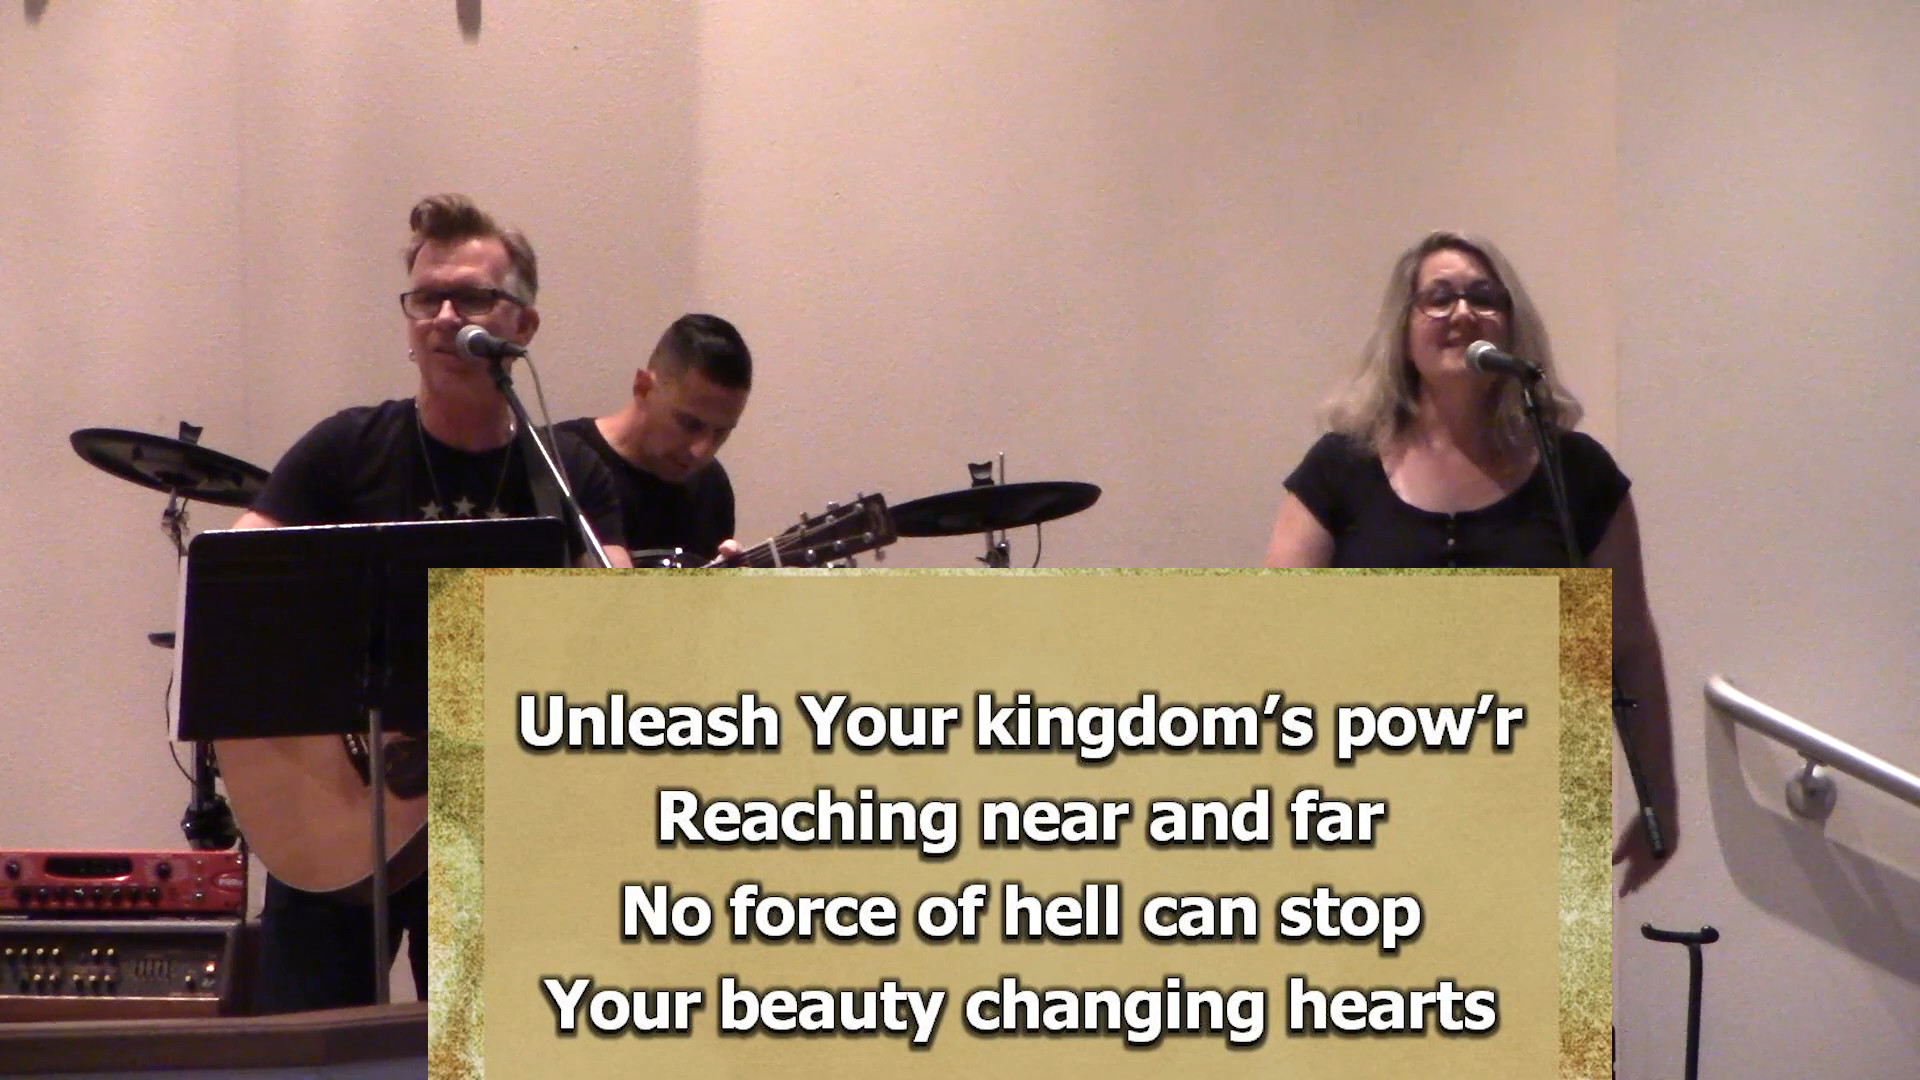 Unleash Your kingdom’s pow’r
Reaching near and far
No force of hell can stop
Your beauty changing hearts